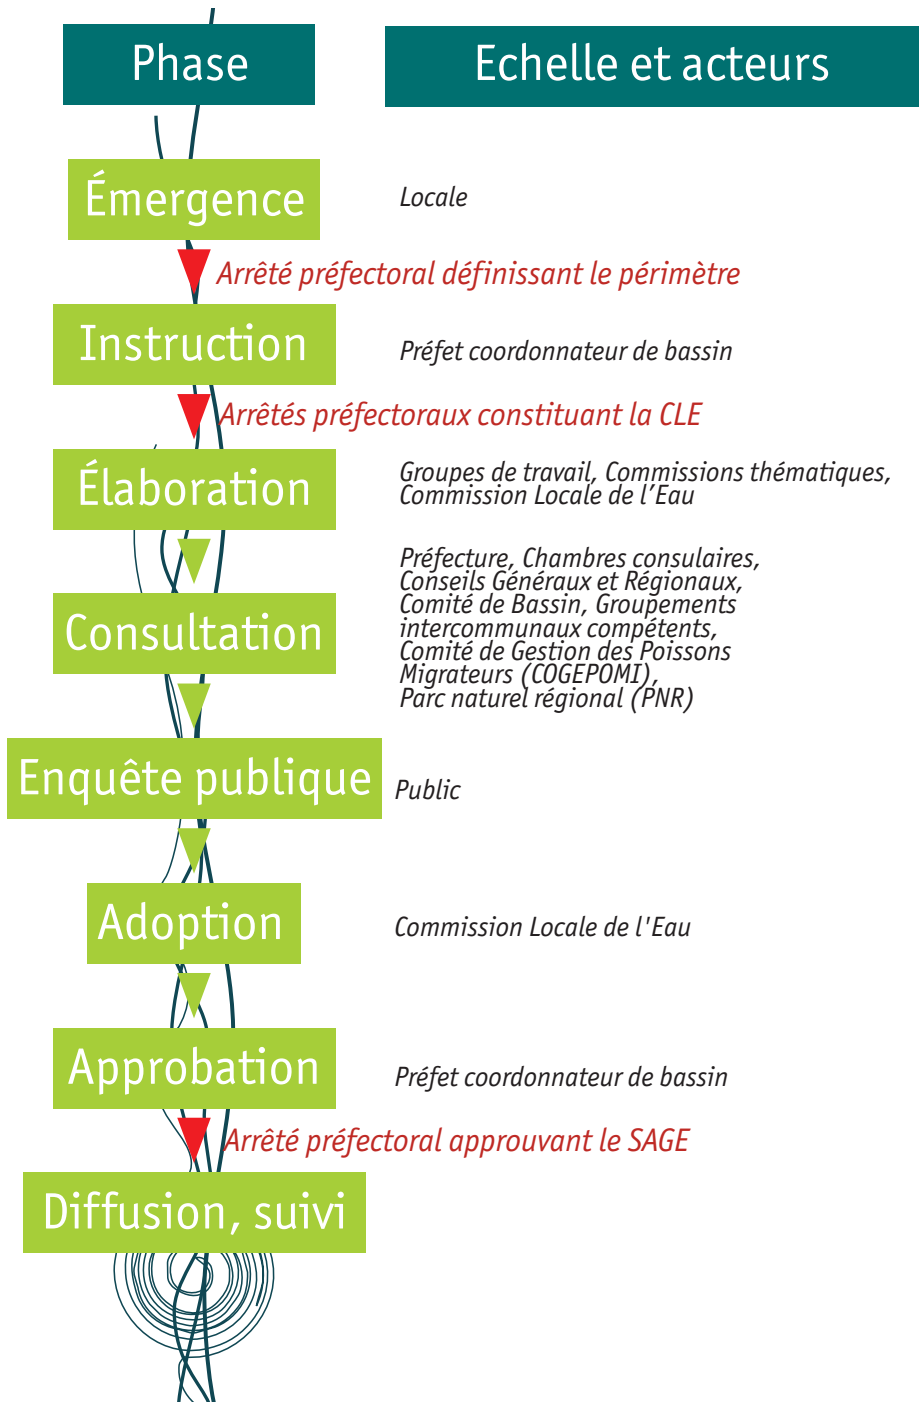 Phase
Echelle et acteurs
Émergence
Locale
Arrêté préfectoral définissant le périmètre
Instruction
Préfet coordonnateur de bassin
Arrêtés préfectoraux constituant la CLE
Élaboration
Groupes de travail, Commissions thématiques,
Commission Locale de l’Eau
Consultation
Préfecture, Chambres consulaires,
Conseils Généraux et Régionaux,
Comité de Bassin, Groupements
intercommunaux compétents,
Comité de Gestion des Poissons
Migrateurs (COGEPOMI),
Parc naturel régional (PNR)
Enquête publique
Public
Adoption
Commission Locale de l'Eau
Approbation
Préfet coordonnateur de bassin
Arrêté préfectoral approuvant le SAGE
Diffusion, suivi